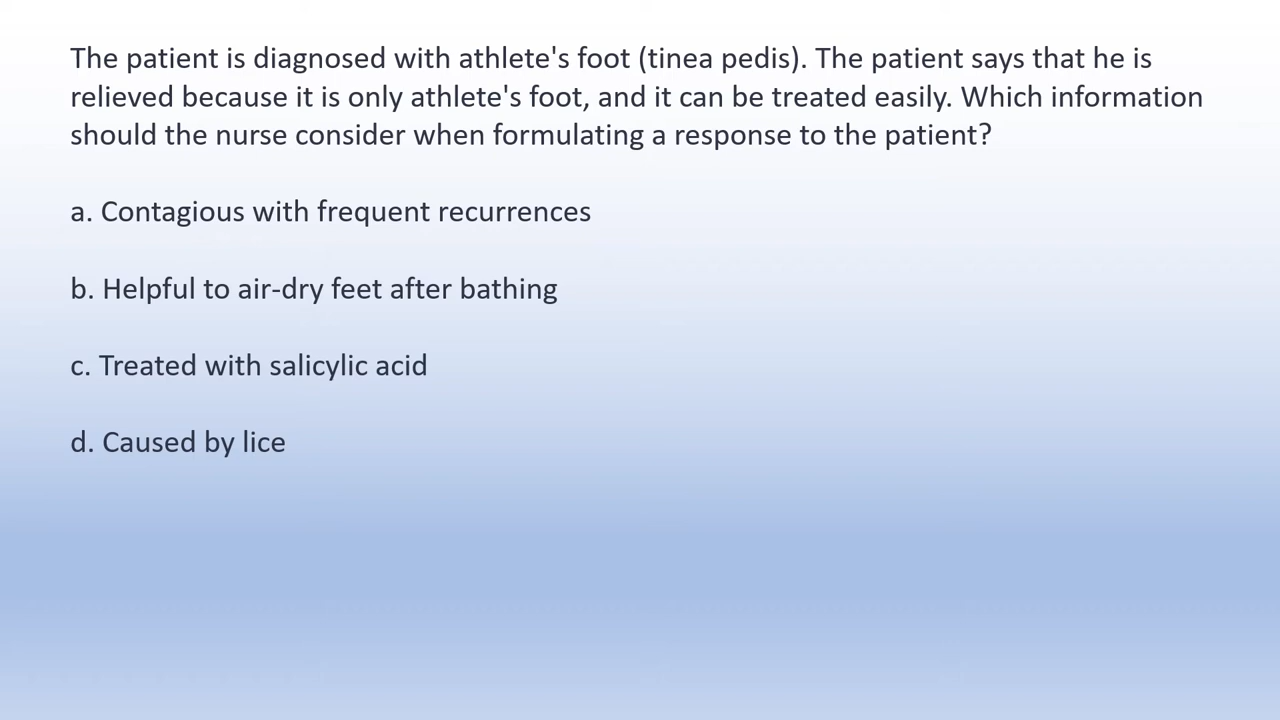 The patient is diagnosed with athlete's foot (tinea pedis). The patient says that he is
relieved because it is only athlete's foot, and it can be treated easily. Which information
should the nurse consider when formulating a response to the patient?
a. Contagious with frequent recurrences
b. Helpful to air-dry feet after bathing
c. Treated with salicylic acid
d. Caused by lice